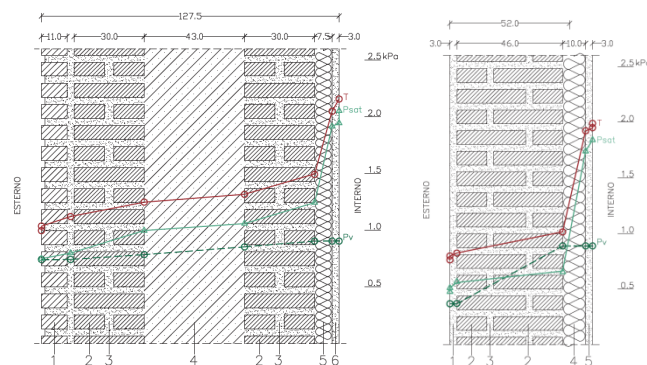 127.5
11.0 30.0 43.0 30.0 7.5 3.0
2.5 kPa
T
Psat
2.0
1.5
1.0
Pv
0.5
ESTERNO
INTERNO
1 2 3 4 2 3 5 6
52.0
3.0 46.0 10.0 3.0
2.5 kPa
T
2.0
Psat
1.5
1.0
Pv
0.5
ESTERNO
INTERNO
1 2 3 2 4 5